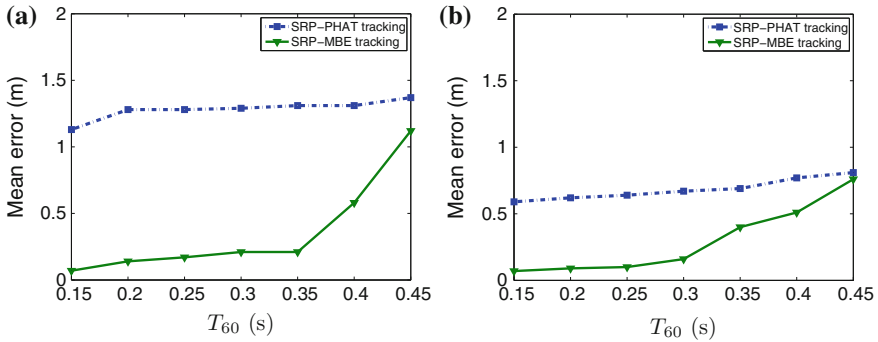 (a)
SRP−PHAT tracking
SRP−MBE tracking
Mean error (m)
2
1.5
1
0.5
0
0.15 0.2 0.25 0.3 0.35 0.4 0.45
T60 (s)
(b)
SRP−PHAT tracking
SRP−MBE tracking
Mean error (m)
2
1.5
1
0.5
0
0.15 0.2 0.25 0.3 0.35 0.4 0.45
T60 (s)